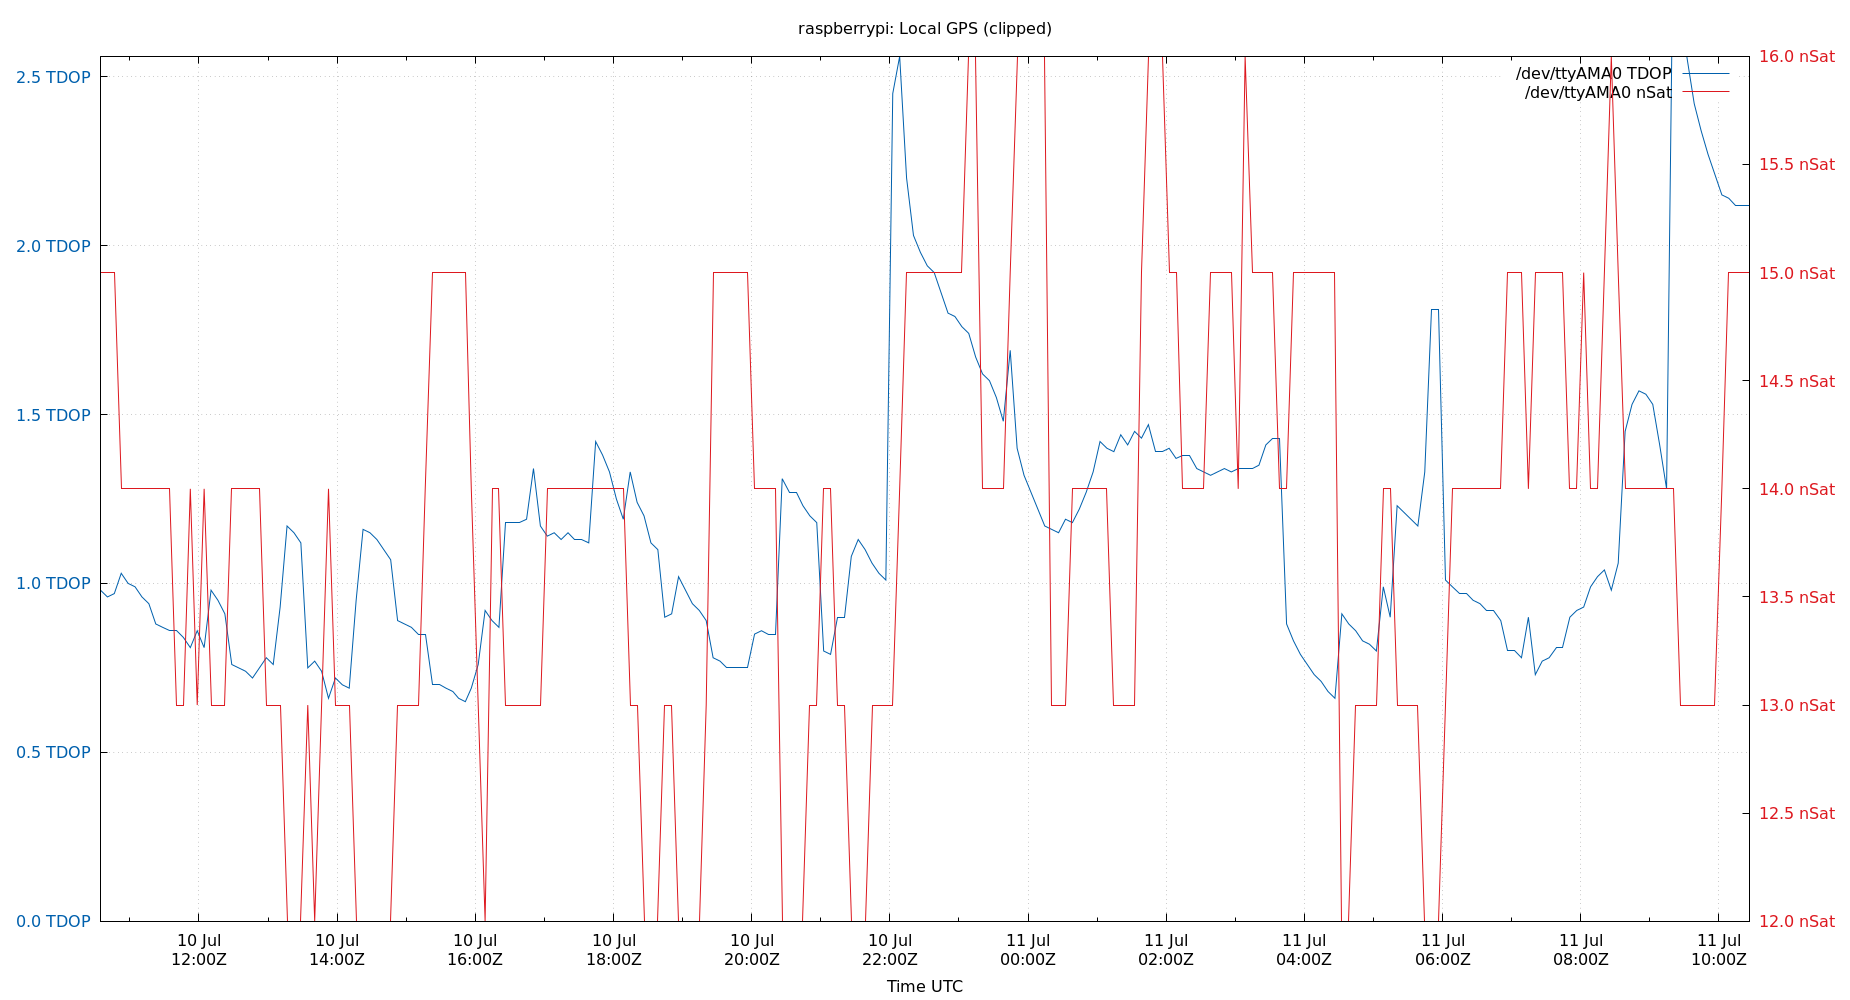 raspberrypi: Local GPS (clipped)
/dev/ttyAMA0 TDOP
/dev/ttyAMA0 nSat
2.5 TDOP
2.0 TDOP
1.5 TDOP
1.0 TDOP
0.5 TDOP
0.0 TDOP
16.0 nSat
15.5 nSat
15.0 nSat
14.5 nSat
14.0 nSat
13.5 nSat
13.0 nSat
12.5 nSat
12.0 nSat
10 Jul 10 Jul 10 Jul 10 Jul 10 Jul 10 Jul 11 Jul 11 Jul 11 Jul 11 Jul 11 Jul 11 Jul
12:00Z 14:00Z 16:00Z 18:00Z 20:00Z 22:00Z 00:00Z 02:00Z 04:00Z 06:00Z 08:00Z 10:00Z
Time UTC